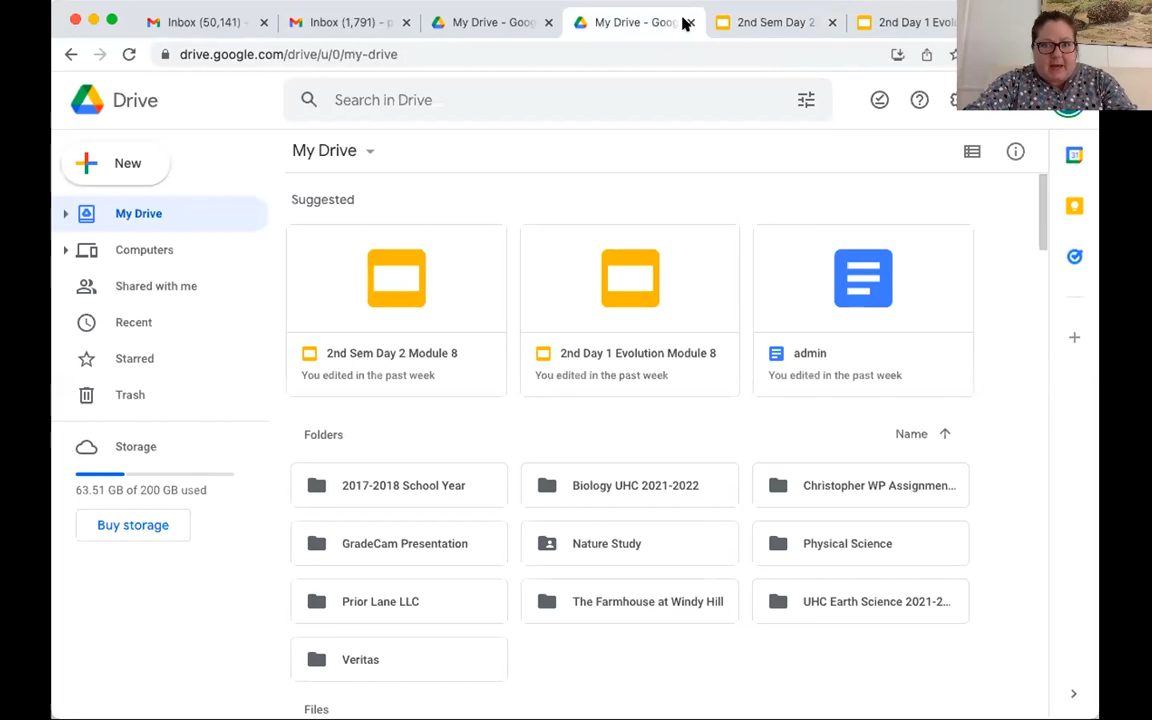 Inbox (50,141) -
Inbox (1,791) - p
My Drive - Goog
My Drive - Goog
2nd Sem Day 2
2nd Day 1 Evol
drive.google.com/drive/u/0/my-drive
Drive
Search in Drive
New
My Drive
My Drive
Computers
Shared with me
Recent
Starred
Trash
Storage
63.51 GB of 200 GB used
Buy storage
Suggested
2nd Sem Day 2 Module 8
You edited in the past week
2nd Day 1 Evolution Module 8
You edited in the past week
admin
You edited in the past week
Folders
Name
2017-2018 School Year
Biology UHC 2021-2022
Christopher WP Assignmen...
GradeCam Presentation
Nature Study
Physical Science
Prior Lane LLC
The Farmhouse at Windy Hill
UHC Earth Science 2021-2...
Veritas
Files
31